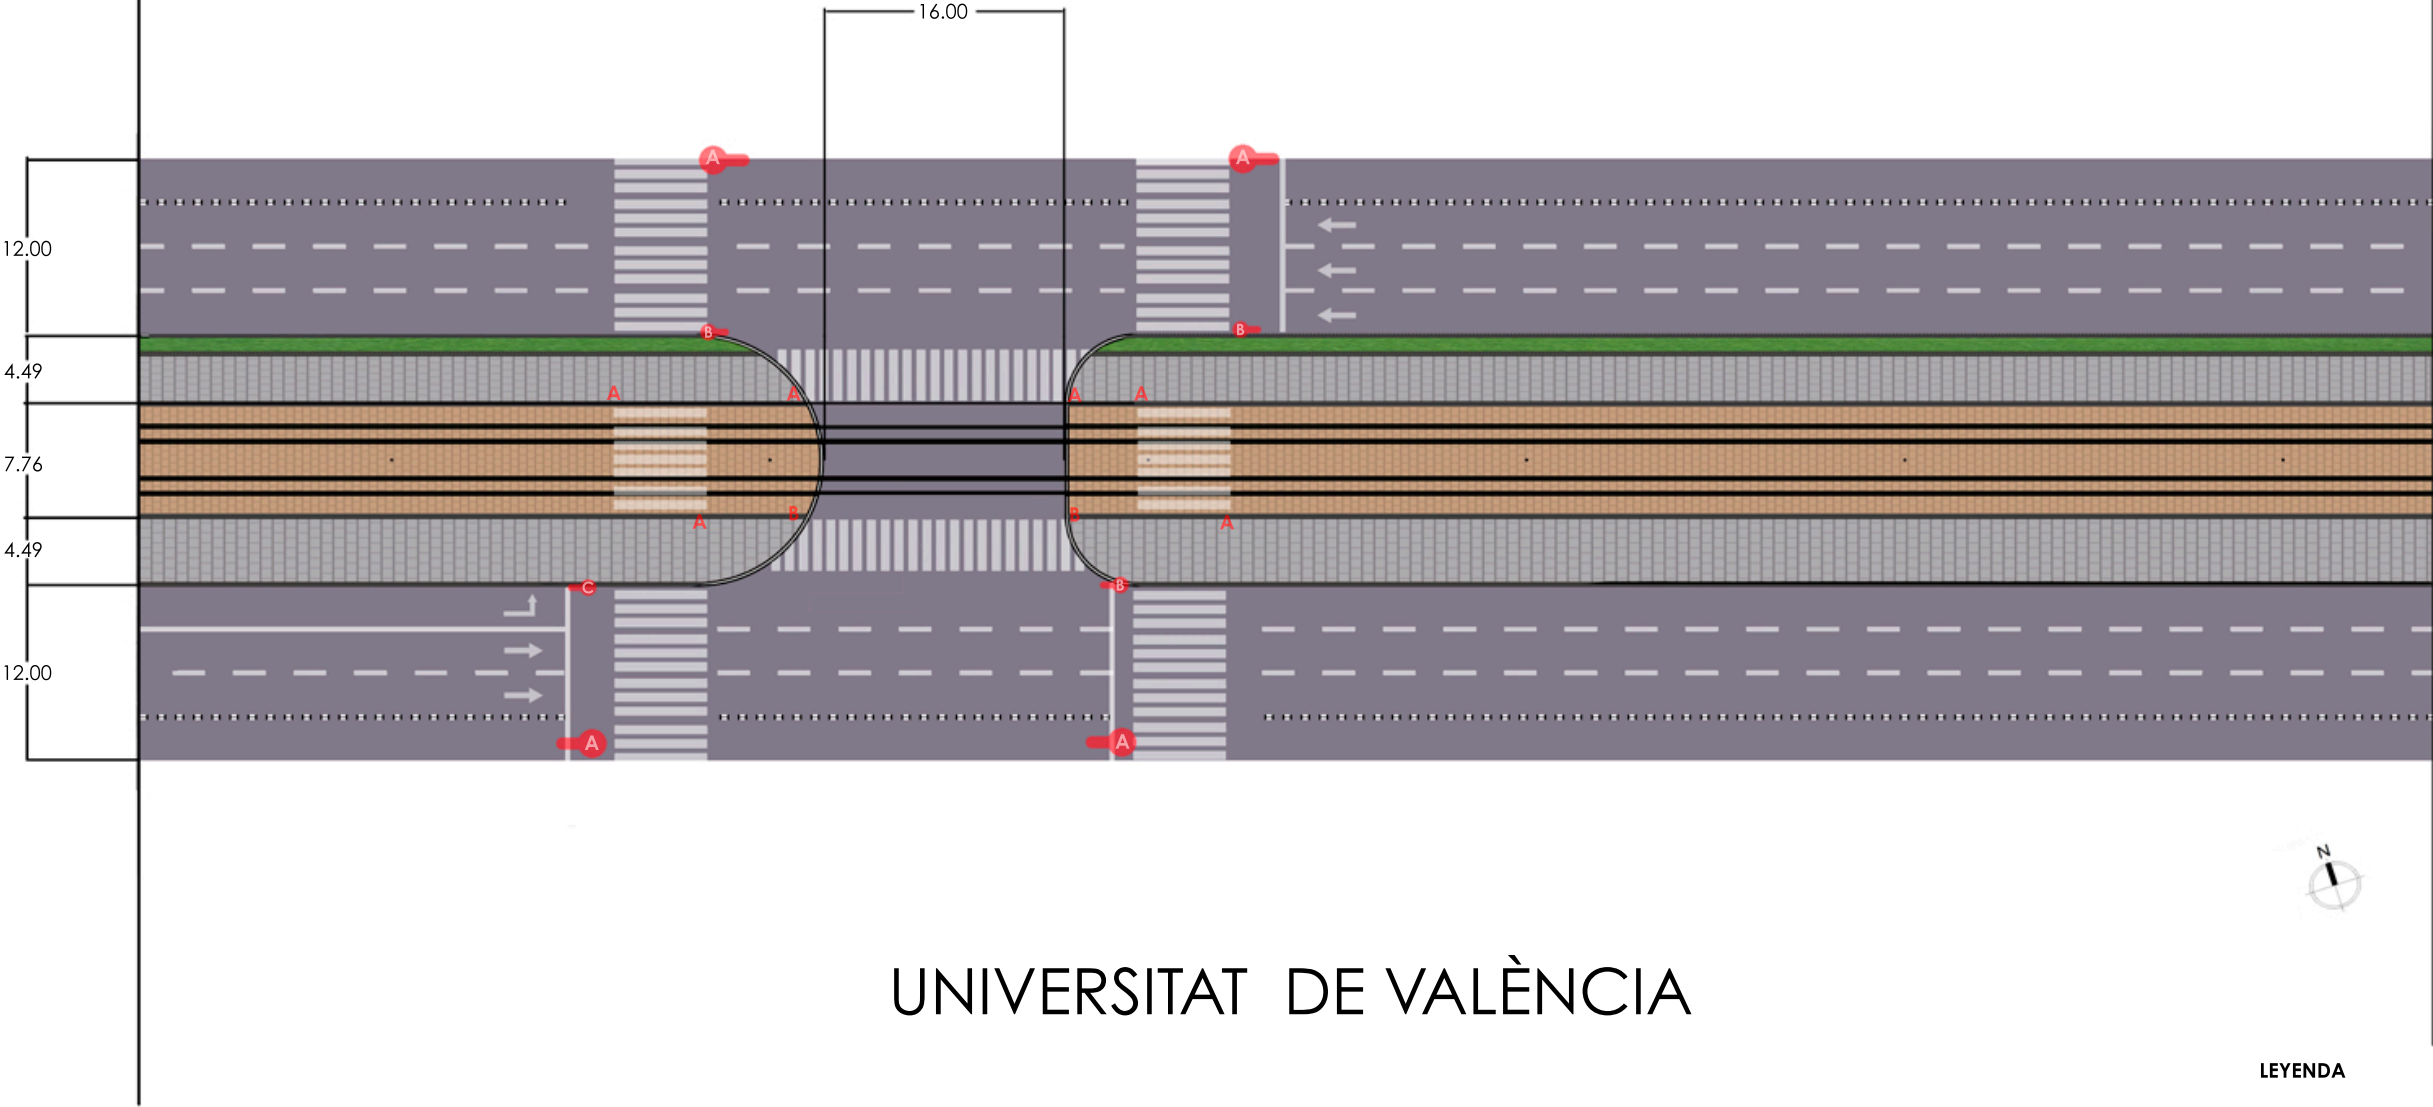 16.00
A A
12.00
B B
4.49
A A A A
7.76
B B
A A
4.49
C B
12.00
A A
N
UNIVERSITAT DE VALÈNCIA
LEYENDA